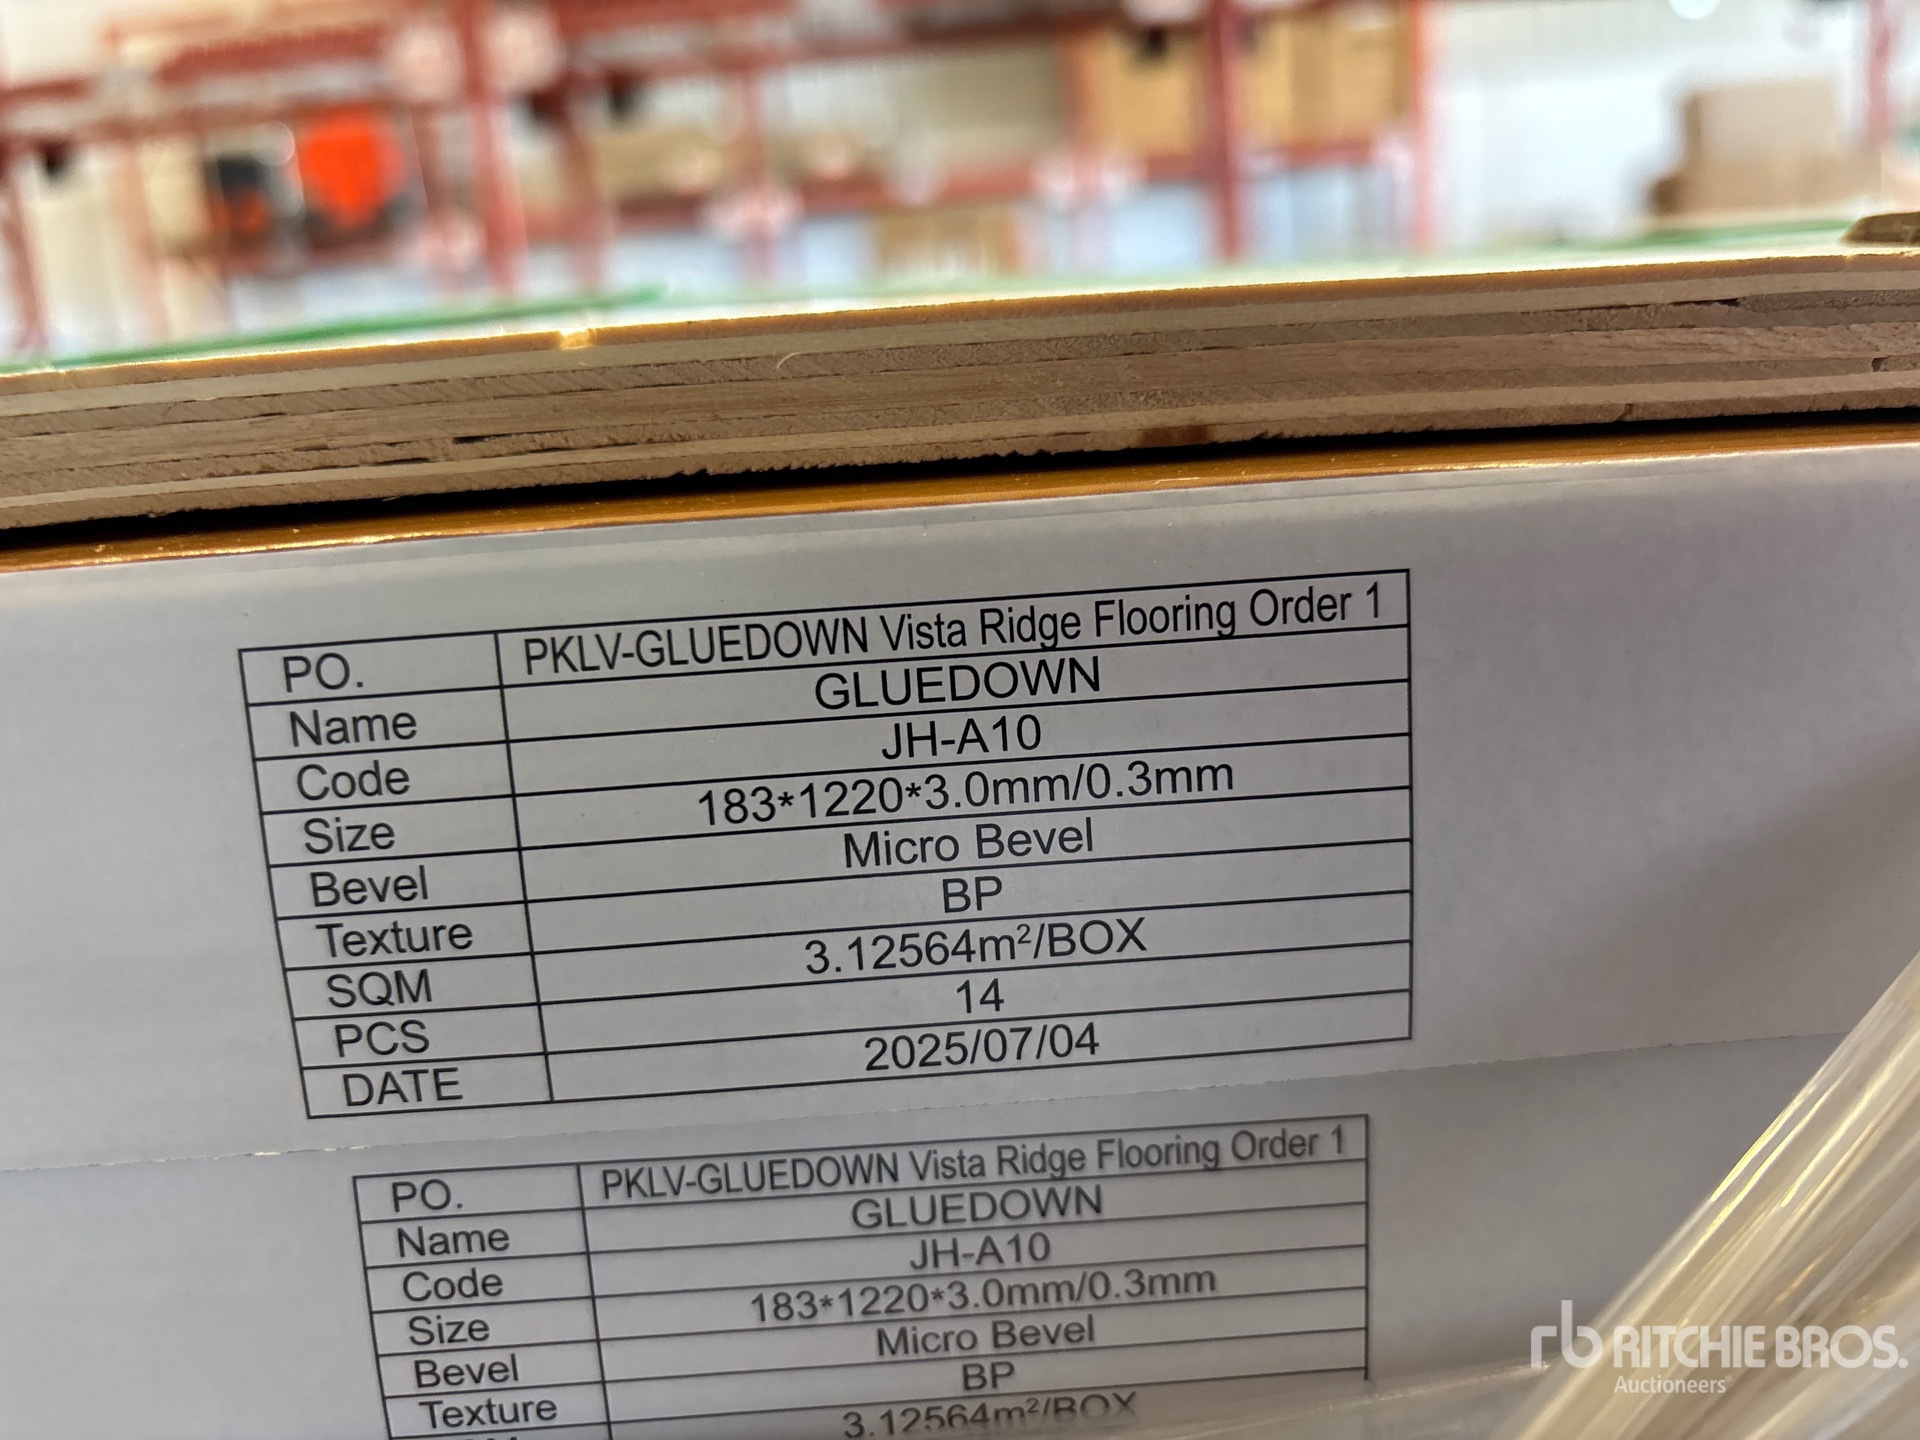 PO. PKLV-GLUEDOWN Vista Ridge Flooring Order 1
Name GLUEDOWN
Code JH-A10
Size 183*1220*3.0mm/0.3mm
Bevel Micro Bevel
Texture BP
SQM 3.12564m²/BOX
PCS 14
DATE 2025/07/04
PO. PKLV-GLUEDOWN Vista Ridge Flooring Order 1
Name GLUEDOWN
Code JH-A10
Size 183*1220*3.0mm/0.3mm
Bevel Micro Bevel
Texture BP
3.12564m²/BOX
rb RITCHIE BROS.
Auctioneers